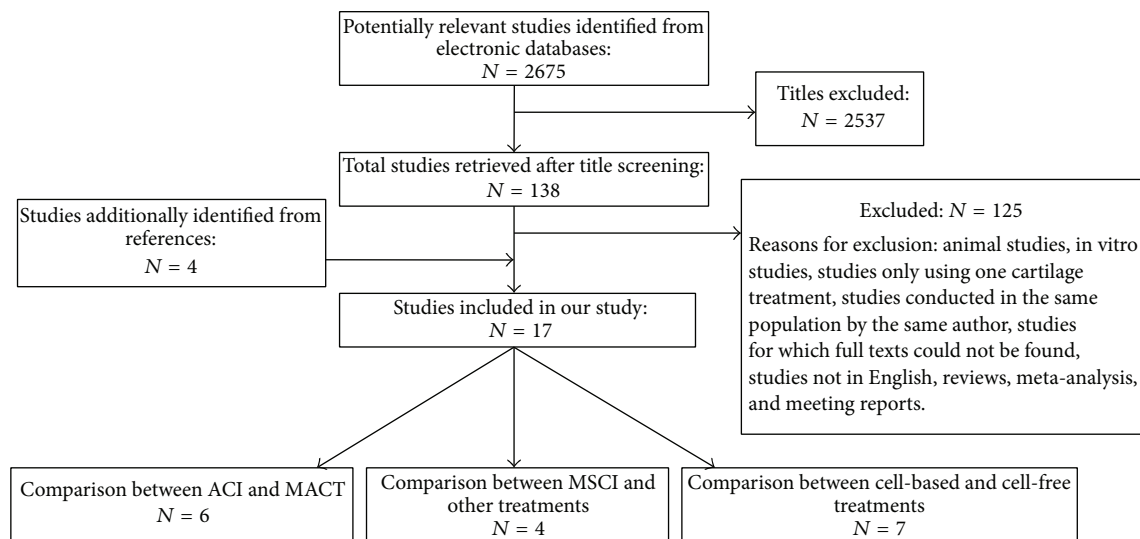 Potentially relevant studies identified from
electronic databases:
N = 2675
Titles excluded:
N = 2537
Total studies retrieved after title screening:
N = 138
Studies additionally identified from
references:
N = 4
Excluded: N = 125
Reasons for exclusion: animal studies, in vitro
studies, studies only using one cartilage
treatment, studies conducted in the same
population by the same author, studies
for which full texts could not be found,
studies not in English, reviews, meta-analysis,
and meeting reports.
Studies included in our study:
N = 17
Comparison between ACI and MACT
N = 6
Comparison between MSCI and
other treatments
N = 4
Comparison between cell-based and cell-free
treatments
N = 7